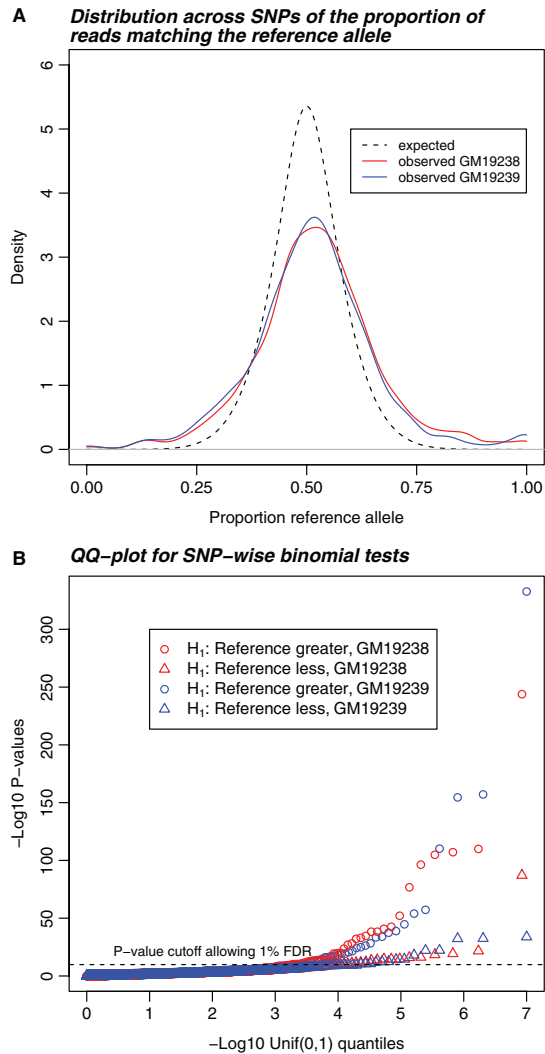 A
Distribution across SNPs of the proportion of
reads matching the reference allele
6
5
4
3
2
1
0
Density
expected
observed GM19238
observed GM19239
0.00 0.25 0.50 0.75 1.00
Proportion reference allele
B
QQ−plot for SNP−wise binomial tests
300
250
200
150
100
50
0
−Log10 P−values
H1: Reference greater, GM19238
H1: Reference less, GM19238
H1: Reference greater, GM19239
H1: Reference less, GM19239
P−value cutoff allowing 1% FDR
0 1 2 3 4 5 6 7
−Log10 Unif(0,1) quantiles